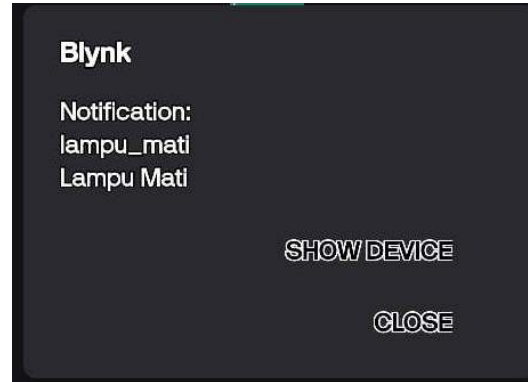 Blynk
Notification:
lampu_mati
Lampu Mati
SHOW DEVICE
CLOSE